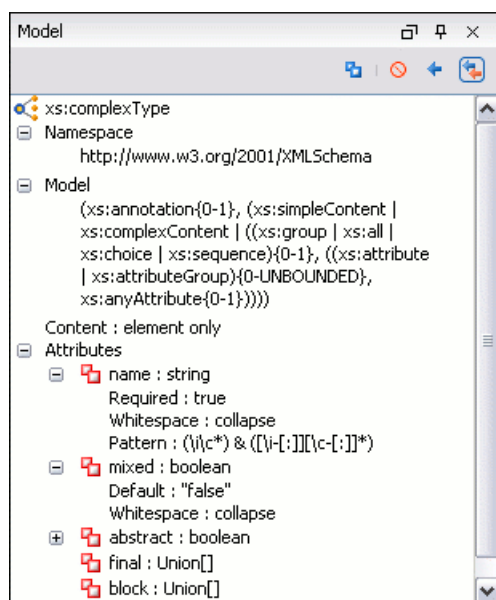 Model
xs:complexType
Namespace
http://www.w3.org/2001/XMLSchema
Model
(xs:annotation{0-1}, (xs:simpleContent |
xs:complexContent | ((xs:group | xs:all |
xs:choice | xs:sequence){0-1}, ((xs:attribute
| xs:attributeGroup){0-UNBOUNDED},
xs:anyAttribute{0-1}))))
Content : element only
Attributes
name : string
Required : true
Whitespace : collapse
Pattern : (\i\c*) & ([\i-[:]][\c-[:]]*)
mixed : boolean
Default : "false"
Whitespace : collapse
abstract : boolean
final : Union[]
block : Union[]